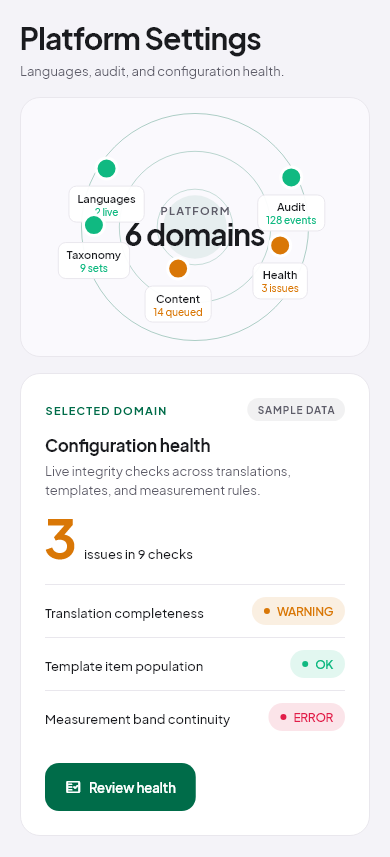 Platform Settings
Languages, audit, and configuration health.
Languages
2 live
Audit
128 events
PLATFORM
6 domains
Taxonomy
9 sets
Health
3 issues
Content
14 queued
SELECTED DOMAIN
SAMPLE DATA
Configuration health
Live integrity checks across translations,
templates, and measurement rules.
3 issues in 9 checks
Translation completeness
WARNING
Template item population
OK
Measurement band continuity
ERROR
Review health